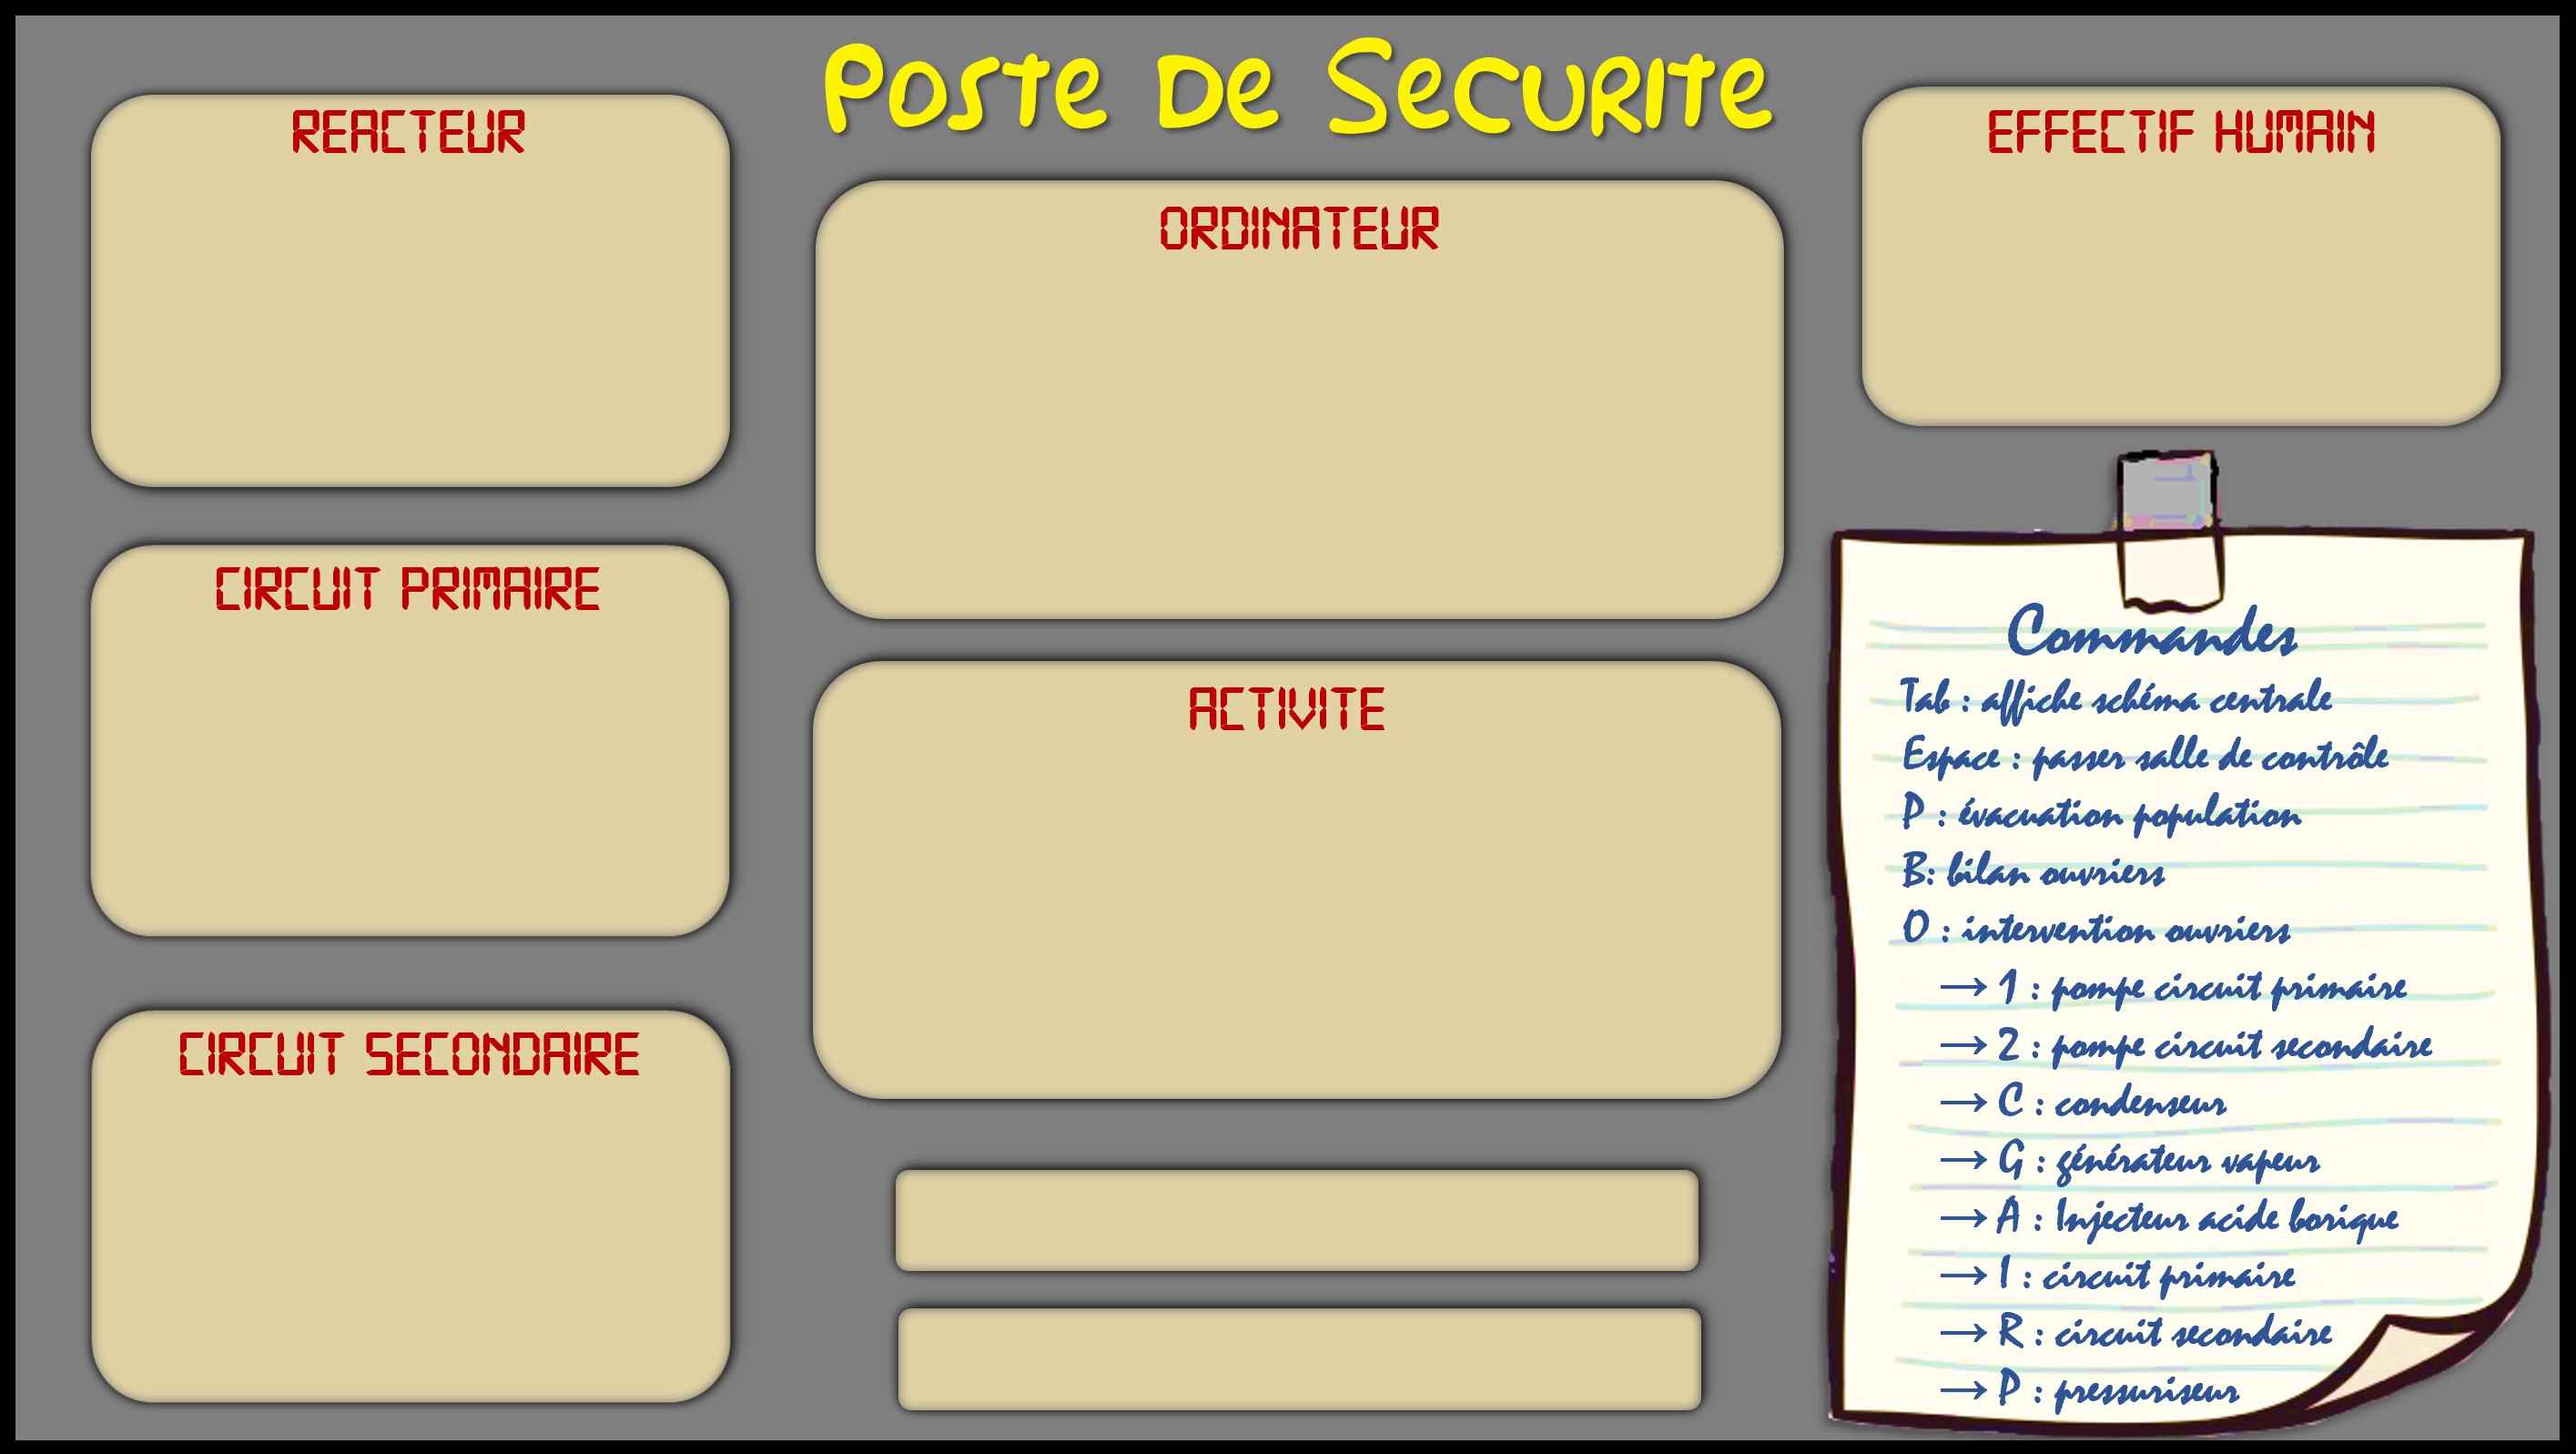 Poste de Securite
REACTEUR
CIRCUIT PRIMAIRE
CIRCUIT SECONDAIRE
ORDINATEUR
ACTIVITE
EFFECTIF HUMAIN
Commandes
Tab : affiche schéma centrale
Espace : passer salle de contrôle
P : évacuation population
B: bilan ouvriers
O : intervention ouvriers
→ 1 : pompe circuit primaire
→ 2 : pompe circuit secondaire
→ C : condenseur
→ G : générateur vapeur
→ A : Injecteur acide borique
→ I : circuit primaire
→ R : circuit secondaire
→ P : pressuriseur